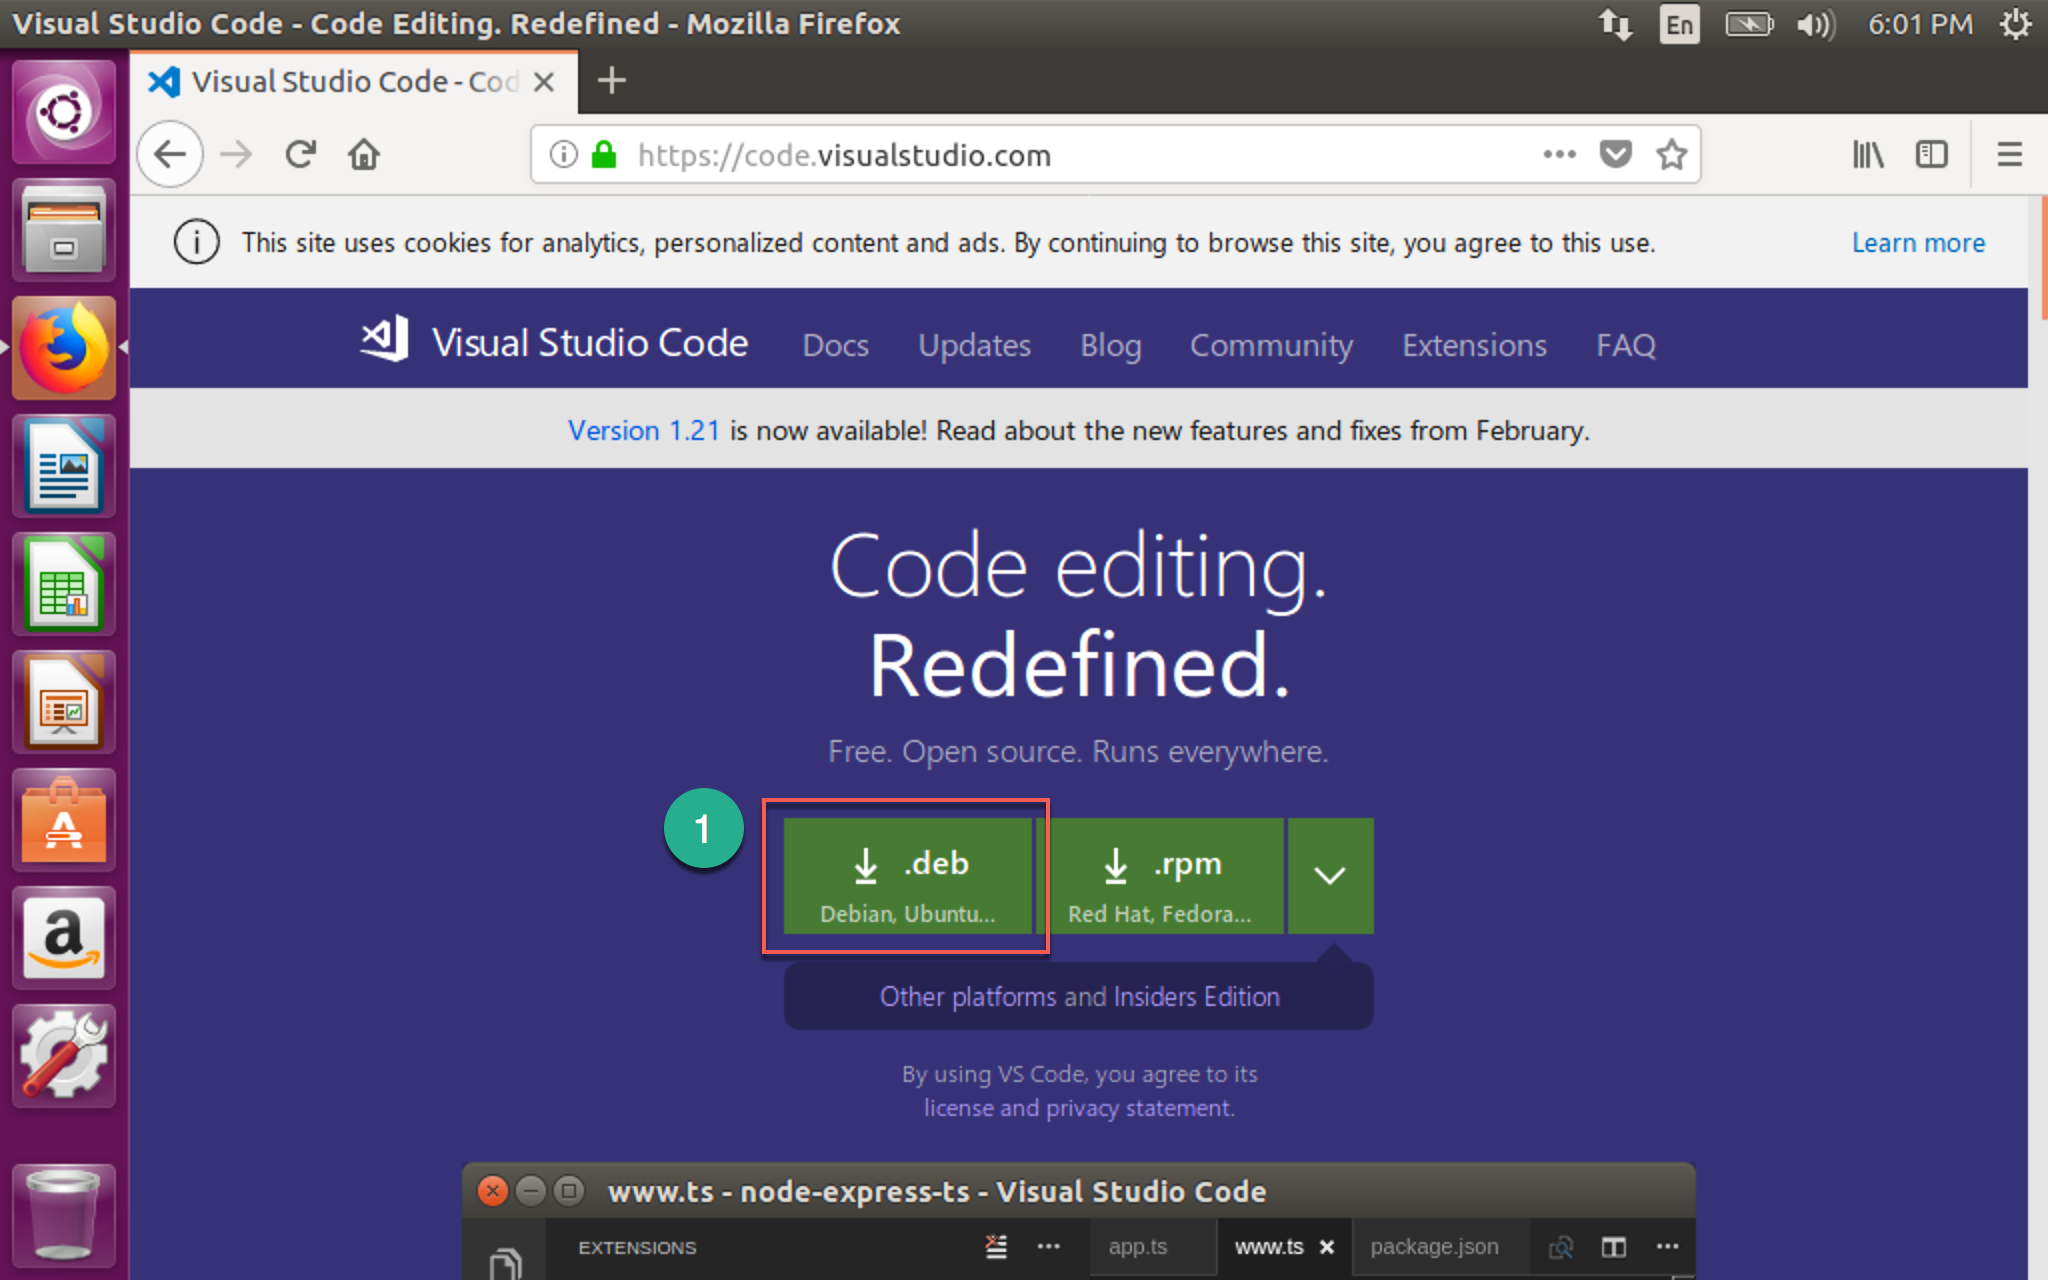 Visual Studio Code - Code Editing. Redefined - Mozilla Firefox
En
6:01 PM
Visual Studio Code - Cod
https://code.visualstudio.com
This site uses cookies for analytics, personalized content and ads. By continuing to browse this site, you agree to this use.
Learn more
Visual Studio Code
Docs
Updates
Blog
Community
Extensions
FAQ
Version 1.21 is now available! Read about the new features and fixes from February.
Code editing.
Redefined.
Free. Open source. Runs everywhere.
1
.deb
Debian, Ubuntu...
.rpm
Red Hat, Fedora...
Other platforms and Insiders Edition
By using VS Code, you agree to its
license and privacy statement.
www.ts - node-express-ts - Visual Studio Code
EXTENSIONS
app.ts
www.ts
package.json